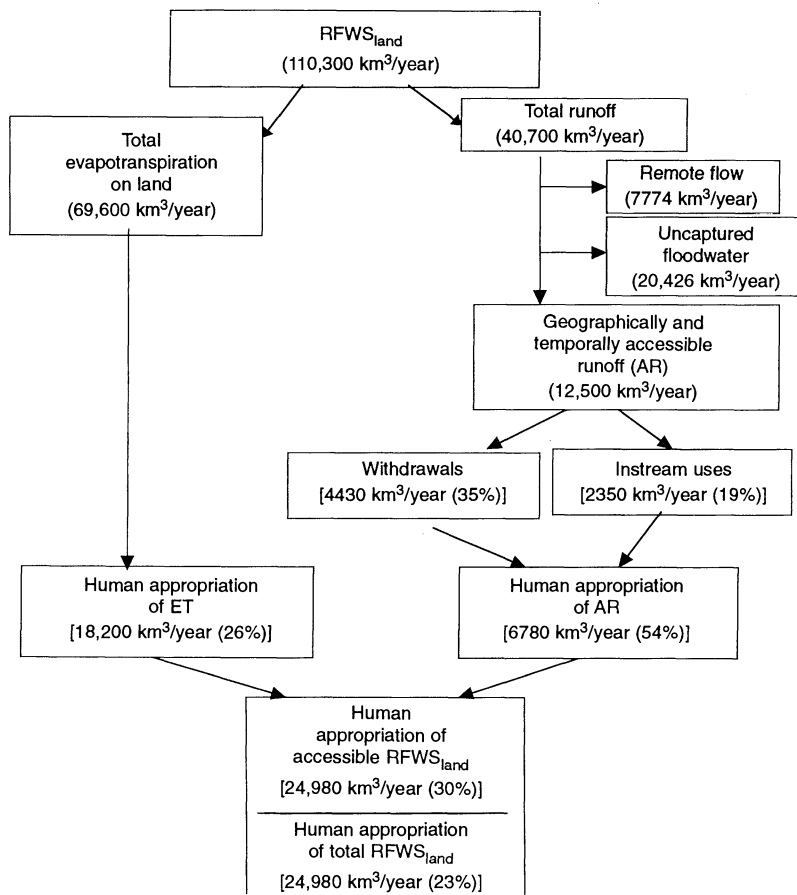 RFWSland
(110,300 km³/year)
Total
evapotranspiration
on land
(69,600 km³/year)
Total runoff
(40,700 km³/year)
Remote flow
(7774 km³/year)
Uncaptured
floodwater
(20,426 km³/year)
Geographically and
temporally accessible
runoff (AR)
(12,500 km³/year)
Withdrawals
[4430 km³/year (35%)]
Instream uses
[2350 km³/year (19%)]
Human appropriation
of ET
[18,200 km³/year (26%)]
Human appropriation
of AR
[6780 km³/year (54%)]
Human
appropriation of
accessible RFWSland
[24,980 km³/year (30%)]
Human appropriation
of total RFWSland
[24,980 km³/year (23%)]